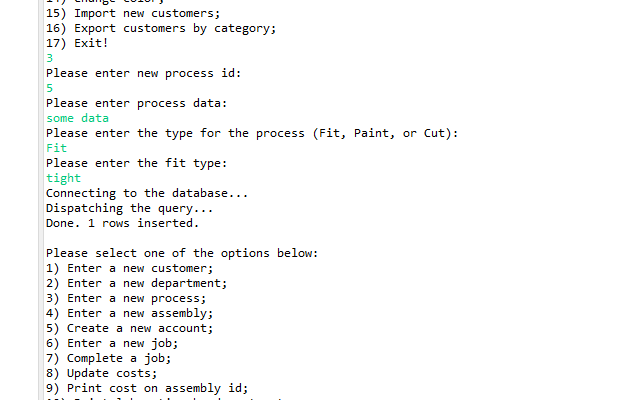 15) Import new customers;
16) Export customers by category;
17) Exit!
3
Please enter new process id:
5
Please enter process data:
some data
Please enter the type for the process (Fit, Paint, or Cut):
Fit
Please enter the fit type:
tight
Connecting to the database...
Dispatching the query...
Done. 1 rows inserted.
Please select one of the options below:
1) Enter a new customer;
2) Enter a new department;
3) Enter a new process;
4) Enter a new assembly;
5) Create a new account;
6) Enter a new job;
7) Complete a job;
8) Update costs;
9) Print cost on assembly id;